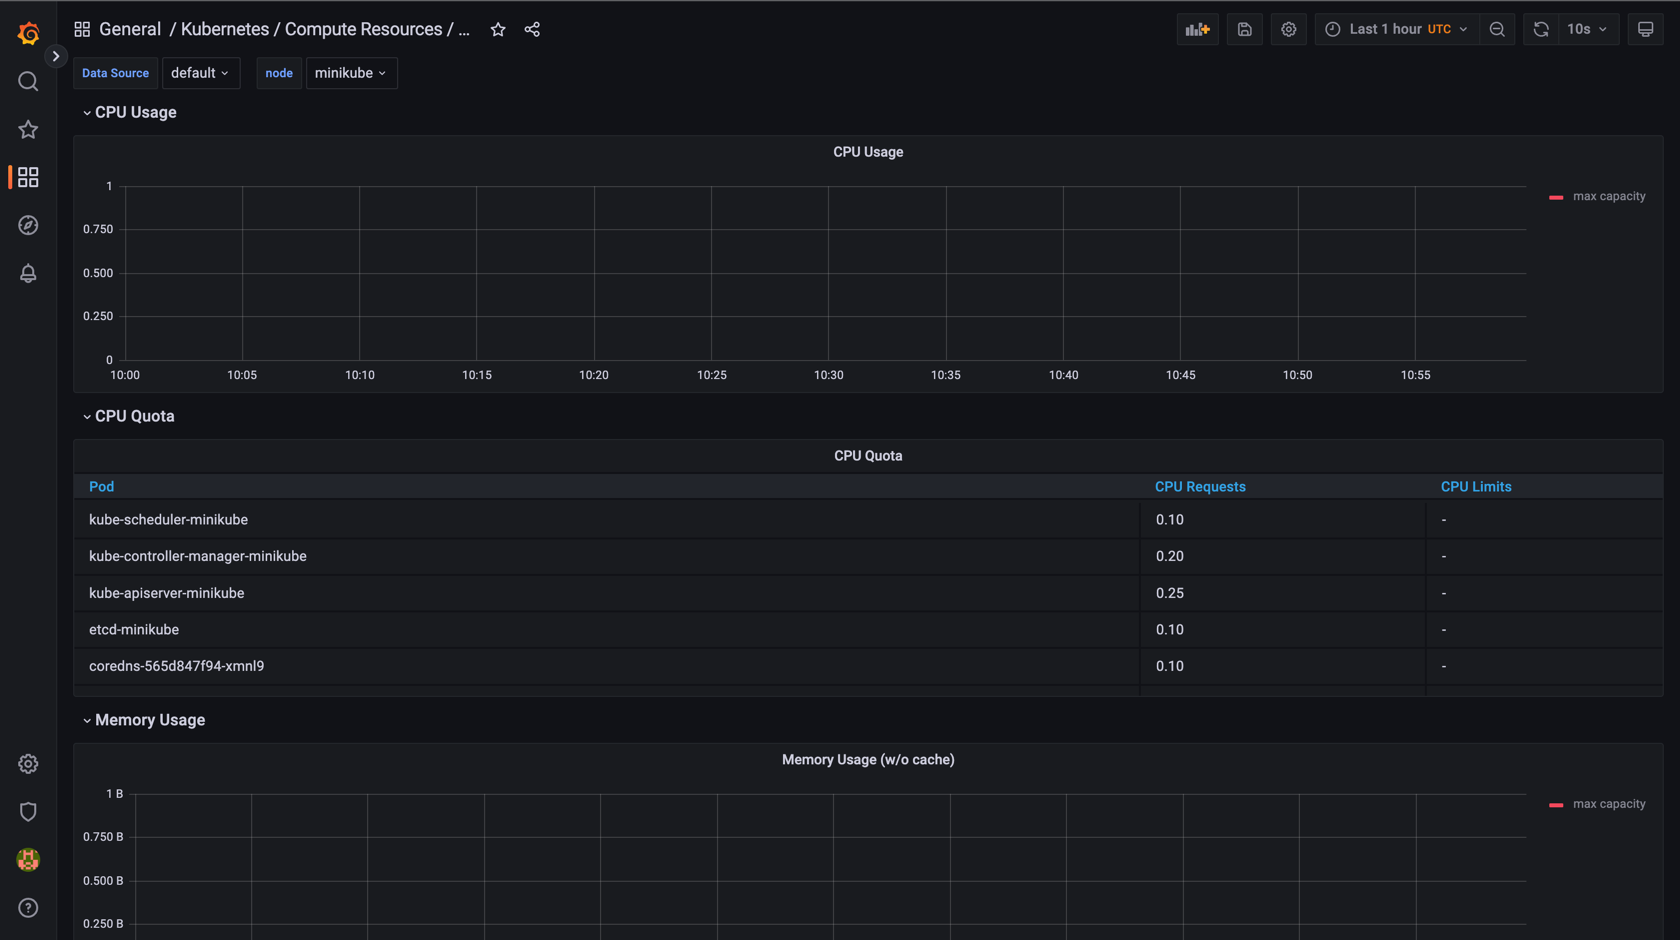 General / Kubernetes / Compute Resources / ...
Last 1 hour UTC
10s
Data Source default node minikube
CPU Usage
CPU Usage
1
0.750
0.500
0.250
0
10:00 10:05 10:10 10:15 10:20 10:25 10:30 10:35 10:40 10:45 10:50 10:55
max capacity
CPU Quota
CPU Quota
Pod CPU Requests CPU Limits
kube-scheduler-minikube 0.10 -
kube-controller-manager-minikube 0.20 -
kube-apiserver-minikube 0.25 -
etcd-minikube 0.10 -
coredns-565d847f94-xmnl9 0.10 -
Memory Usage
Memory Usage (w/o cache)
1 B
0.750 B
0.500 B
0.250 B
max capacity